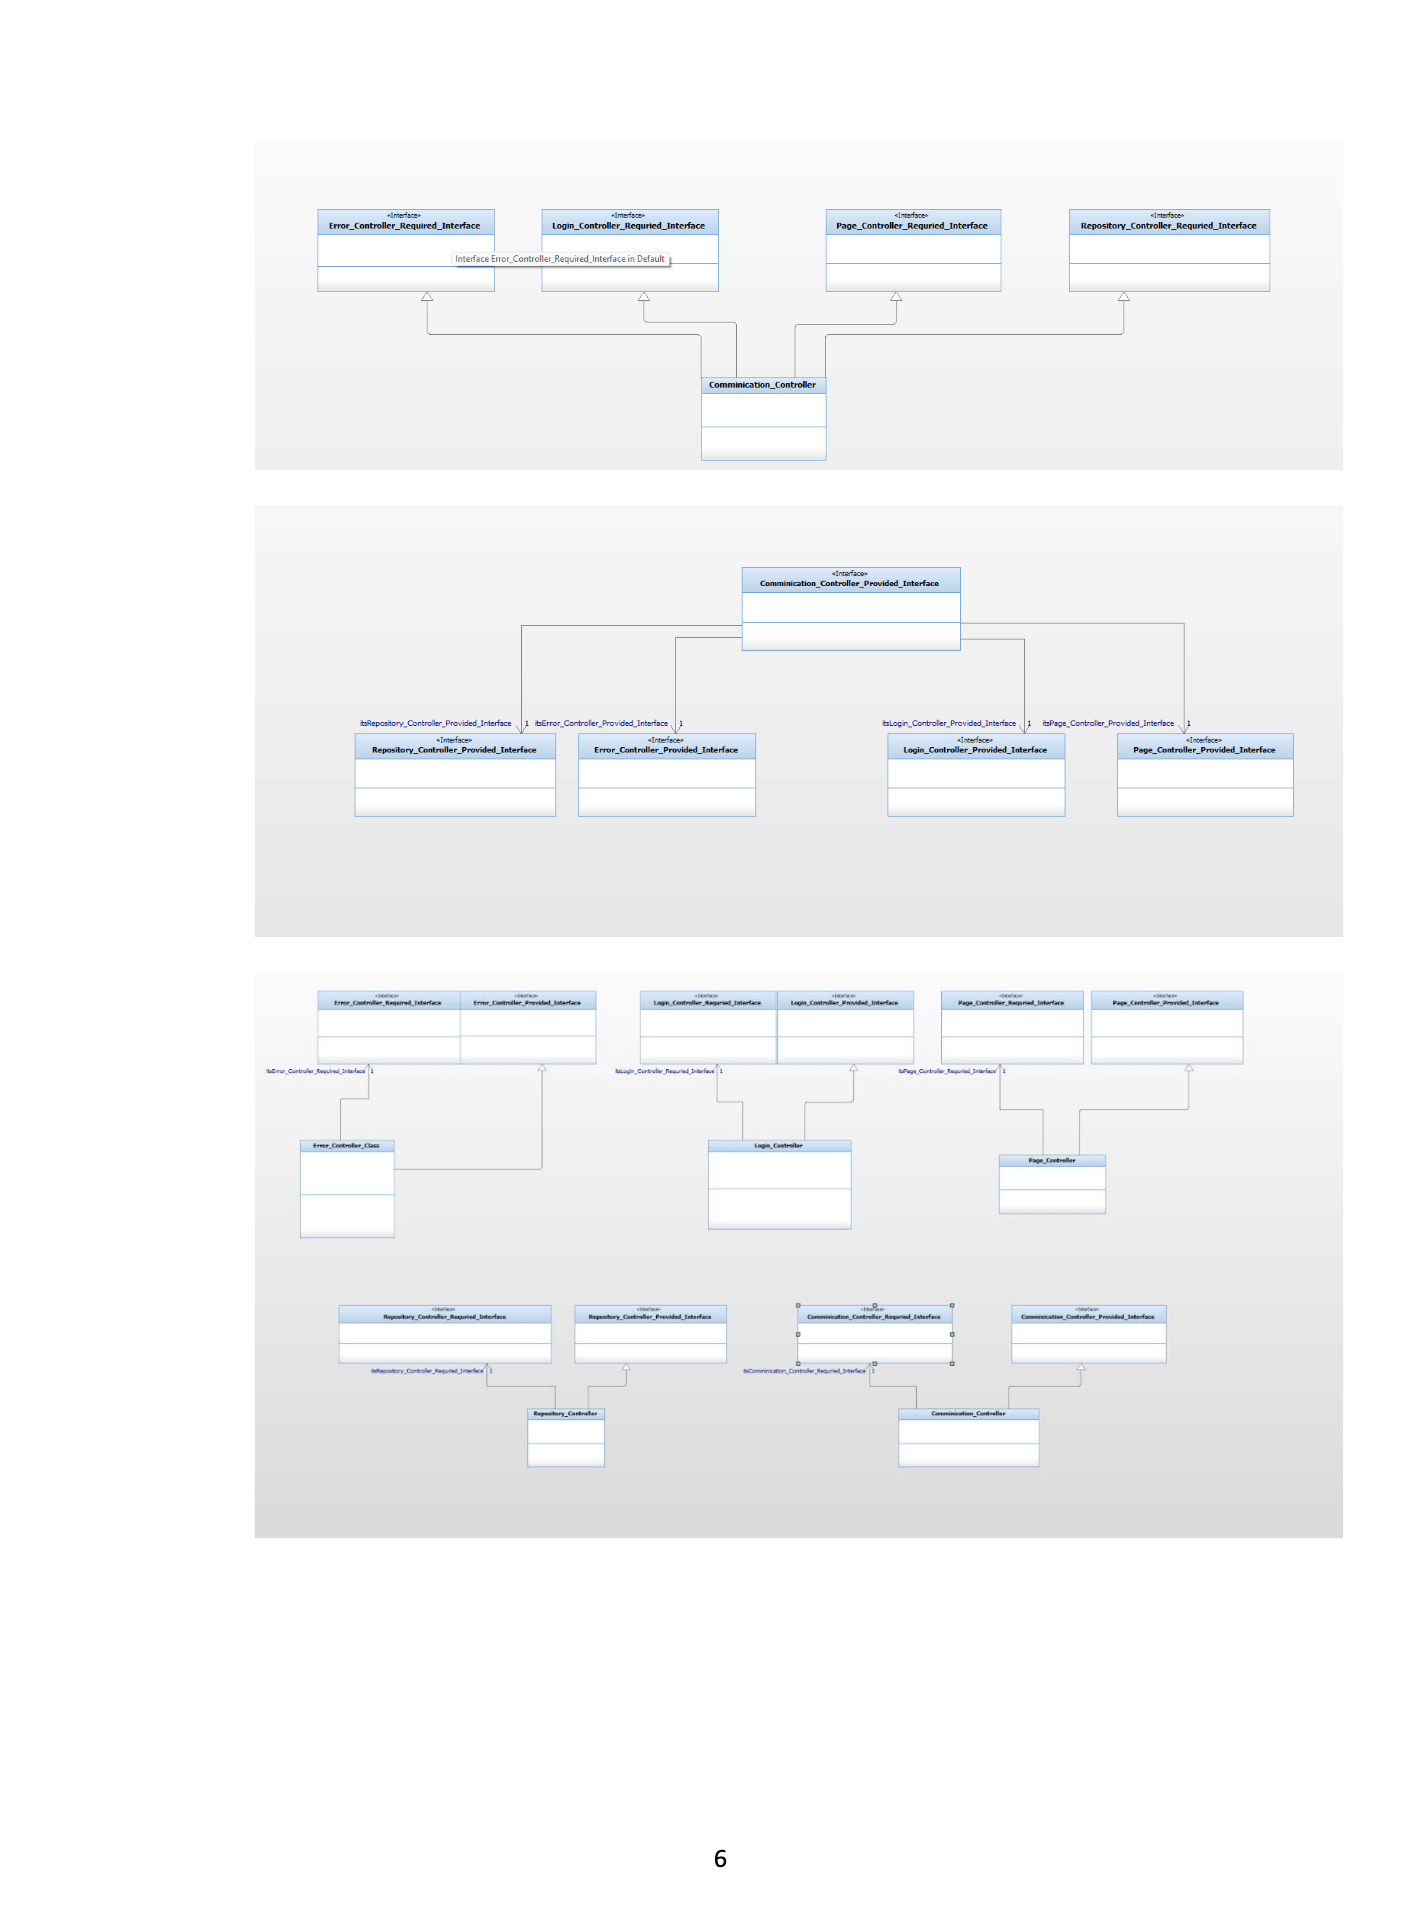 «Interface»
Error_Controller_Required_Interface
«Interface»
Login_Controller_Requried_Interface
«Interface»
Page_Controller_Requried_Interface
«Interface»
Repository_Controller_Requried_Interface
Interface Error_Controller_Required_Interface in Default
Comminication_Controller
«Interface»
Comminication_Controller_Provided_Interface
itsRepository_Controller_Provided_Interface 1
itsError_Controller_Provided_Interface 1
itsLogin_Controller_Provided_Interface 1
itsPage_Controller_Provided_Interface 1
«Interface»
Repository_Controller_Provided_Interface
«Interface»
Error_Controller_Provided_Interface
«Interface»
Login_Controller_Provided_Interface
«Interface»
Page_Controller_Provided_Interface
«Interface»
Error_Controller_Required_Interface
«Interface»
Error_Controller_Provided_Interface
«Interface»
Login_Controller_Requried_Interface
«Interface»
Login_Controller_Provided_Interface
«Interface»
Page_Controller_Requried_Interface
«Interface»
Page_Controller_Provided_Interface
itsError_Controller_Required_Interface 1
itsLogin_Controller_Requried_Interface 1
itsPage_Controller_Requried_Interface 1
Error_Controller_Class
Login_Controller
Page_Controller
«Interface»
Repository_Controller_Requried_Interface
«Interface»
Repository_Controller_Provided_Interface
«Interface»
Comminication_Controller_Requried_Interface
«Interface»
Comminication_Controller_Provided_Interface
itsRepository_Controller_Requried_Interface 1
itsComminication_Controller_Requried_Interface 1
Repository_Controller
Comminication_Controller
6